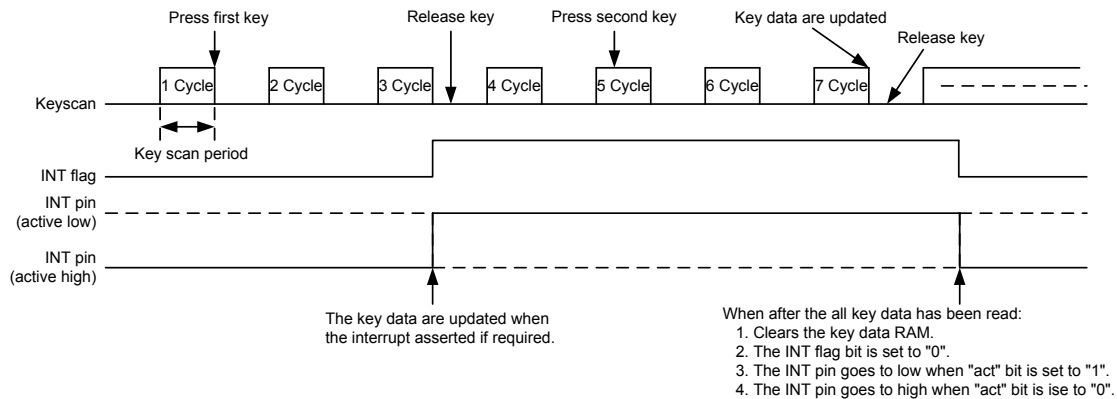 Press first key
Release key
Press second key
Key data are updated
Release key
Keyscan
1 Cycle
2 Cycle
3 Cycle
4 Cycle
5 Cycle
6 Cycle
7 Cycle
Key scan period
INT flag
INT pin
(active low)
INT pin
(active high)
The key data are updated when
the interrupt asserted if required.
When after the all key data has been read:
1. Clears the key data RAM.
2. The INT flag bit is set to "0".
3. The INT pin goes to low when "act" bit is set to "1".
4. The INT pin goes to high when "act" bit is ise to "0".